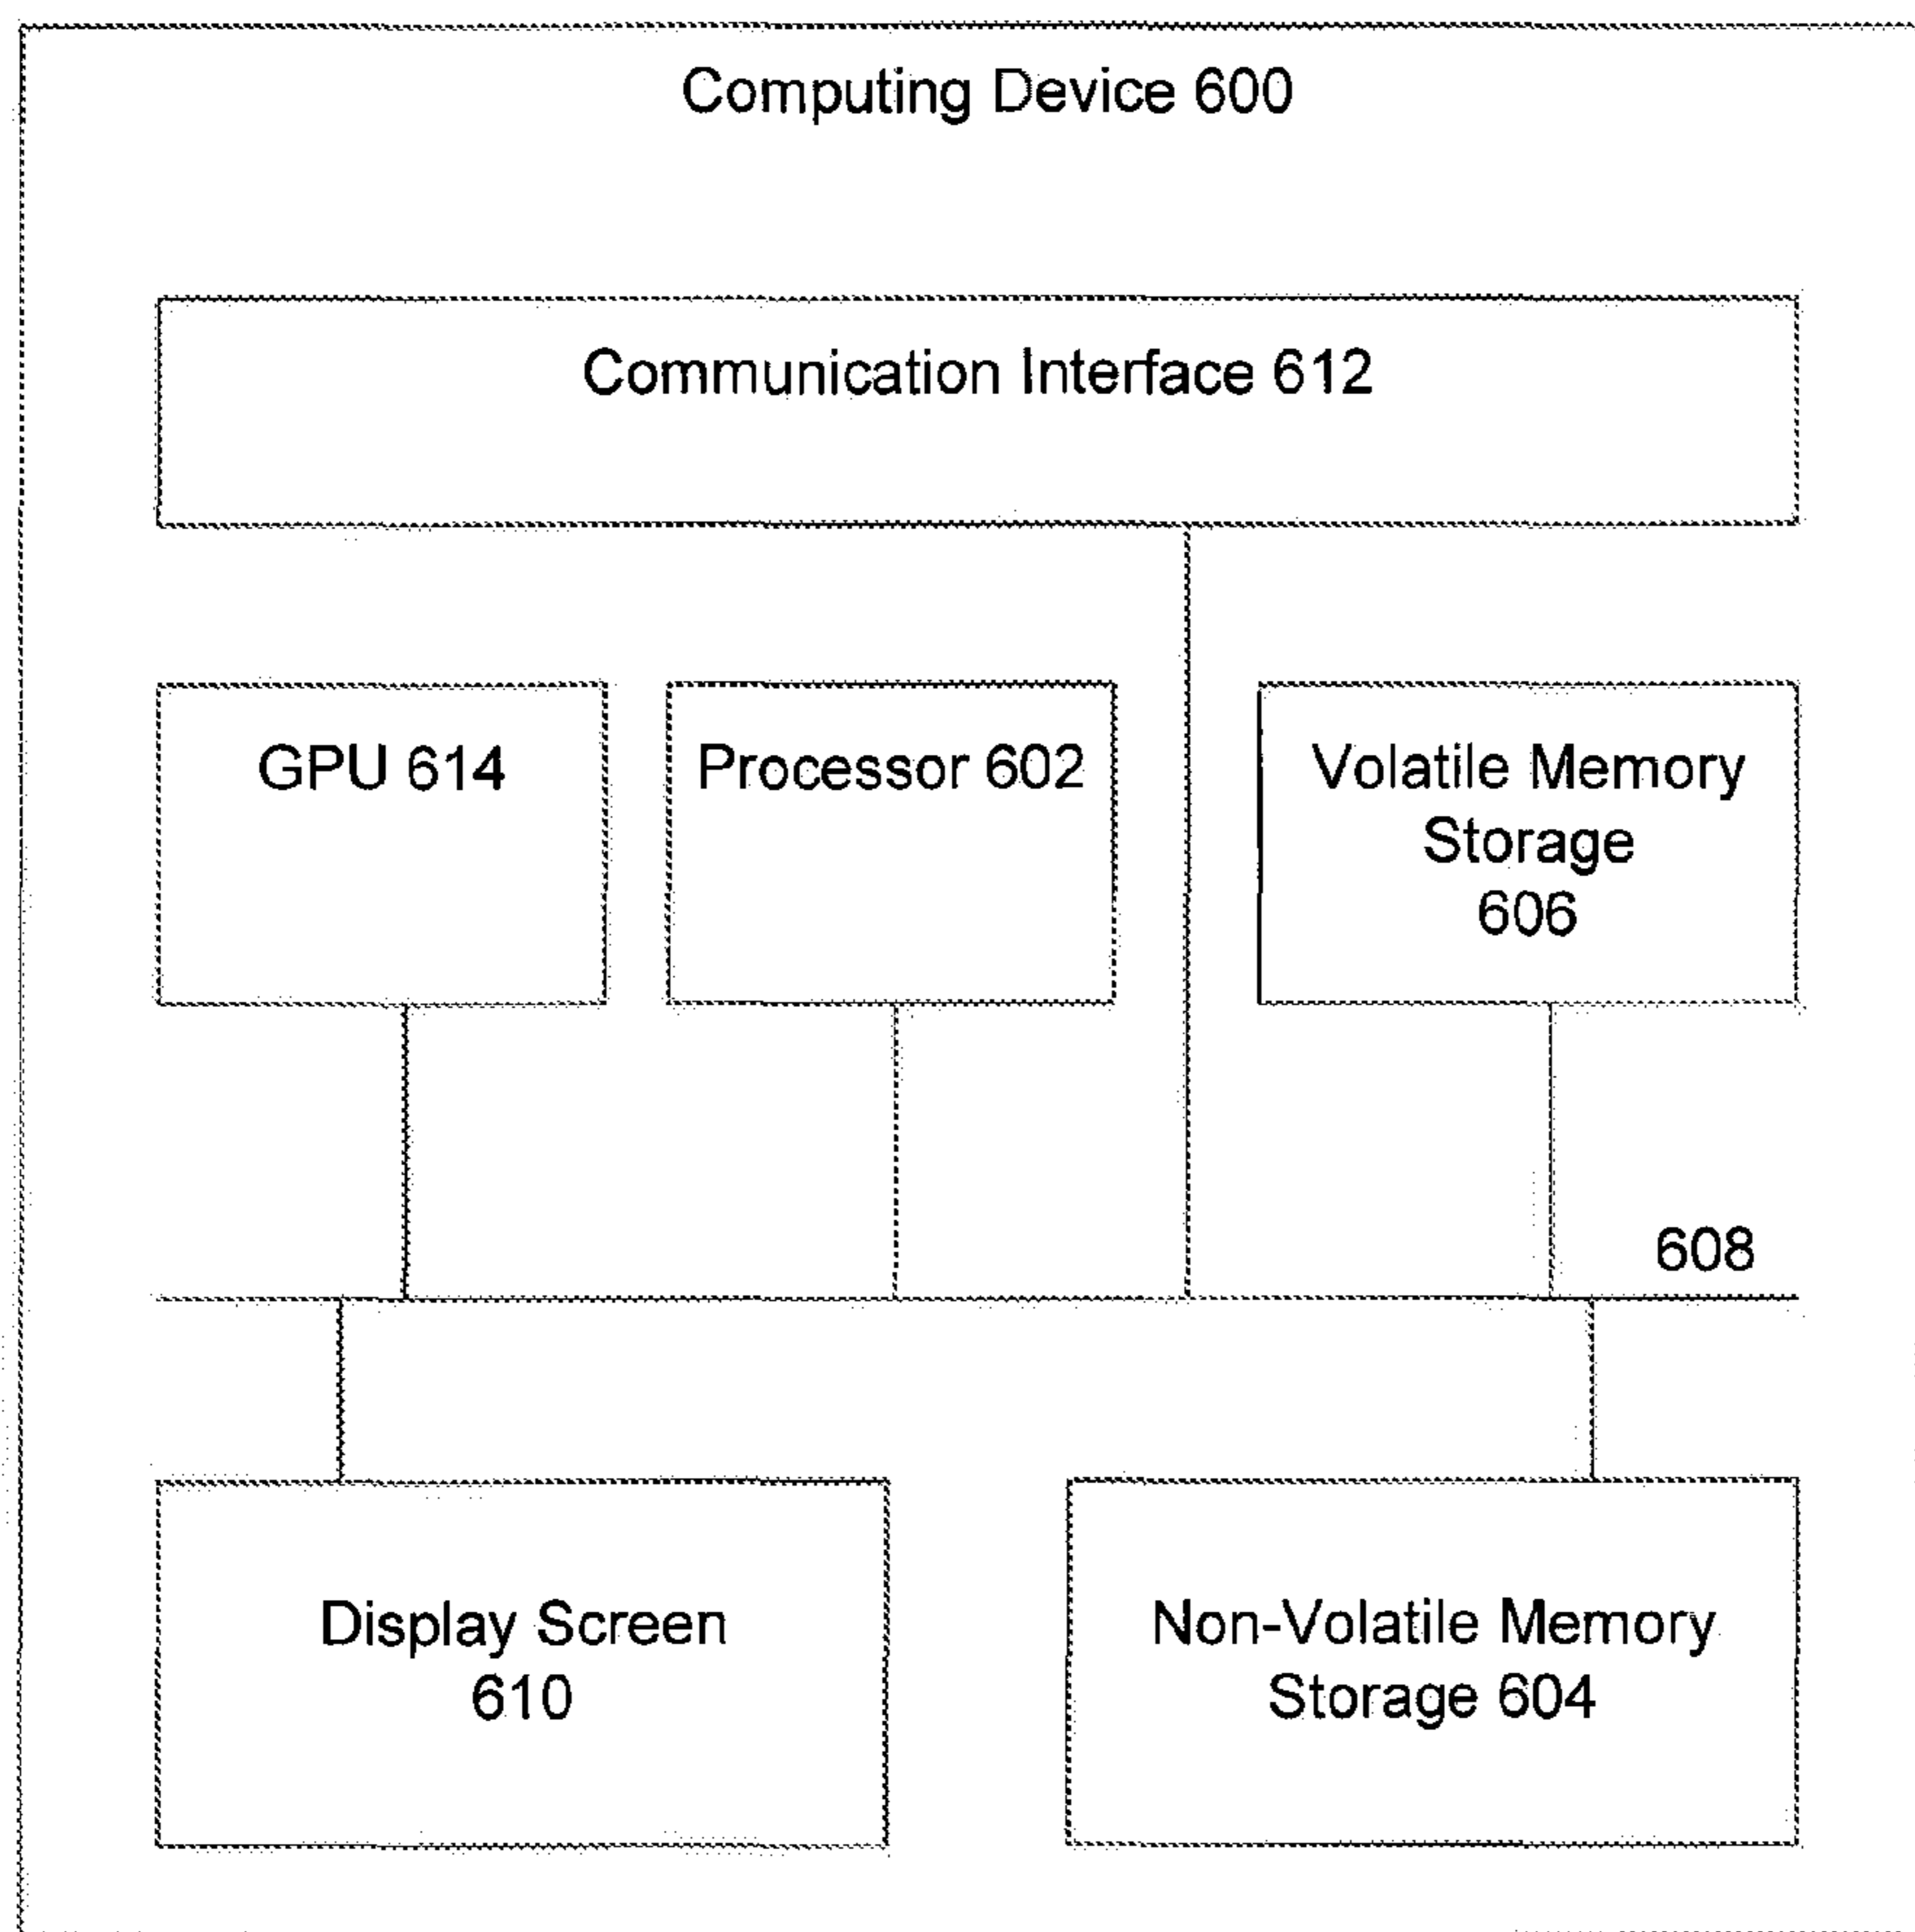 Computing Device 600
Communication Interface 612
GPU 614
Processor 602
Volatile Memory
Storage
606
608
Display Screen
610
Non-Volatile Memory
Storage 604